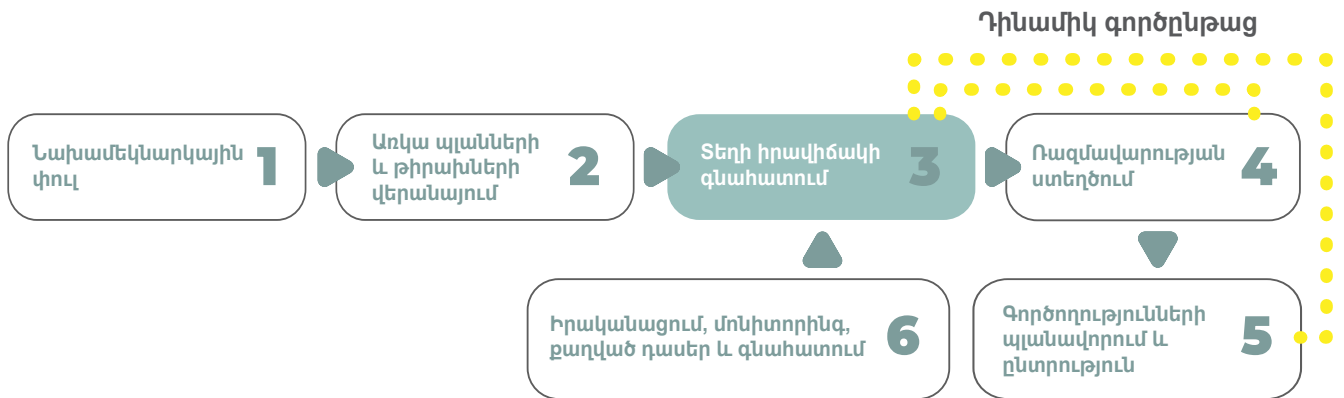 Դինամիկ գործընթաց
Նախամեկնարկային
փուլ
1
Առկա պլանների
և թիրախների
վերանայում
2
Տեղի իրավիճակի
գնահատում
3
Ռազմավարության
ստեղծում
4
Իրականացում, մոնիտորինգ,
քաղված դասեր և գնահատում
6
Գործողությունների
պլանավորում և
ընտրություն
5